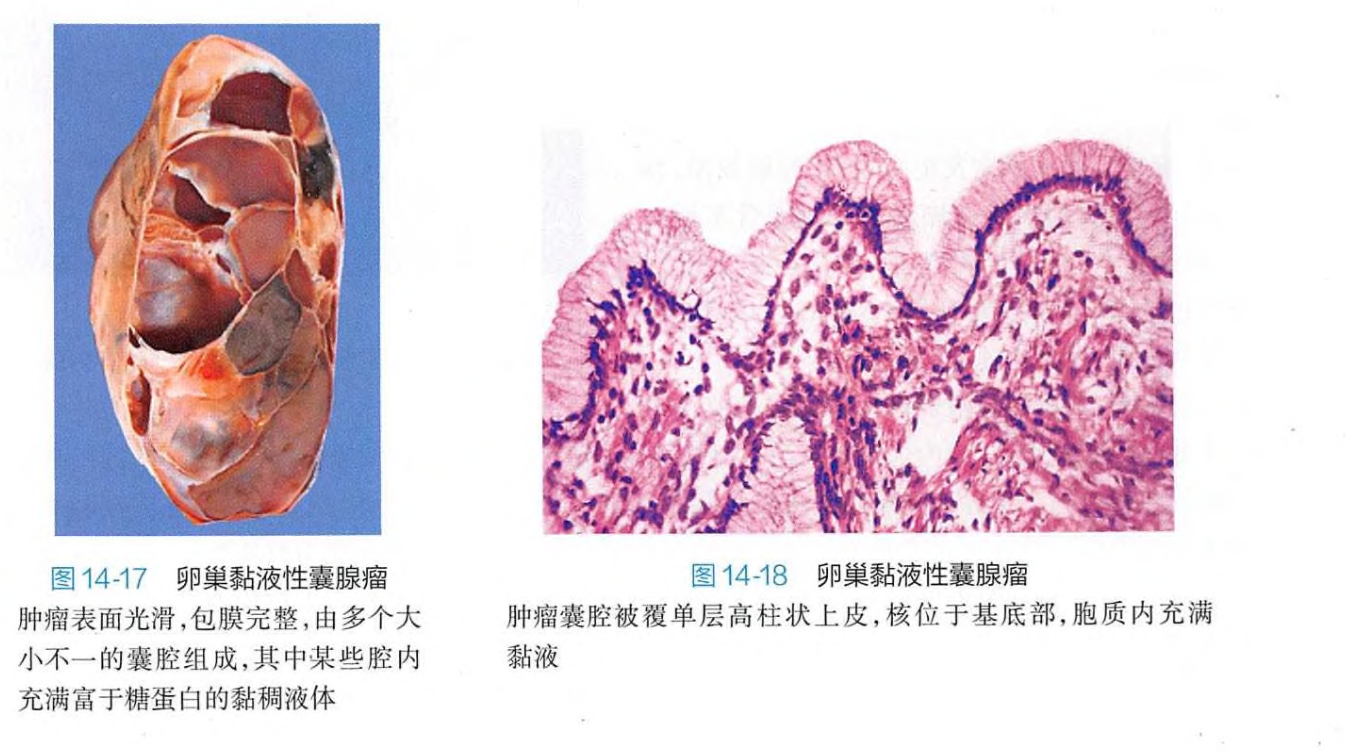 图14-17 卵巢黏液性囊腺瘤
肿瘤表面光滑,包膜完整,由多个大
小不一的囊腔组成,其中某些腔内
充满富于糖蛋白的黏稠液体
图14-18 卵巢黏液性囊腺瘤
肿瘤囊腔被覆单层高柱状上皮,核位于基底部,胞质内充满
黏液